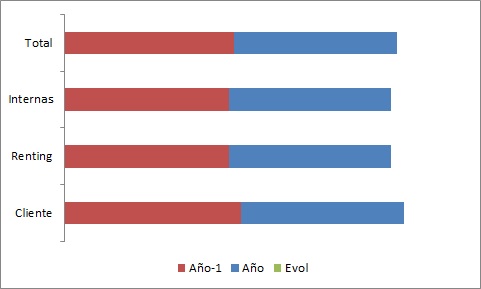 Total
Internas
Renting
Cliente
Año-1 Año Evol